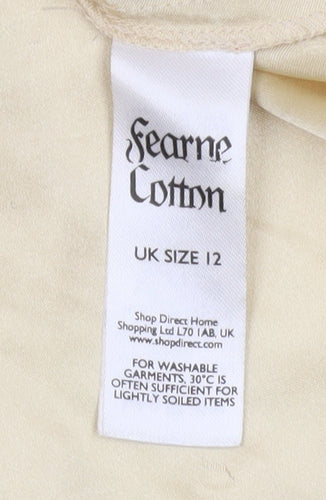 Fearne
Cotton
UK SIZE 12
Shop Direct Home
Shopping Ltd L70 1AB, UK
www.shopdirect.com
FOR WASHABLE
GARMENTS, 30°C IS
OFTEN SUFFICIENT FOR
LIGHTLY SOILED ITEMS